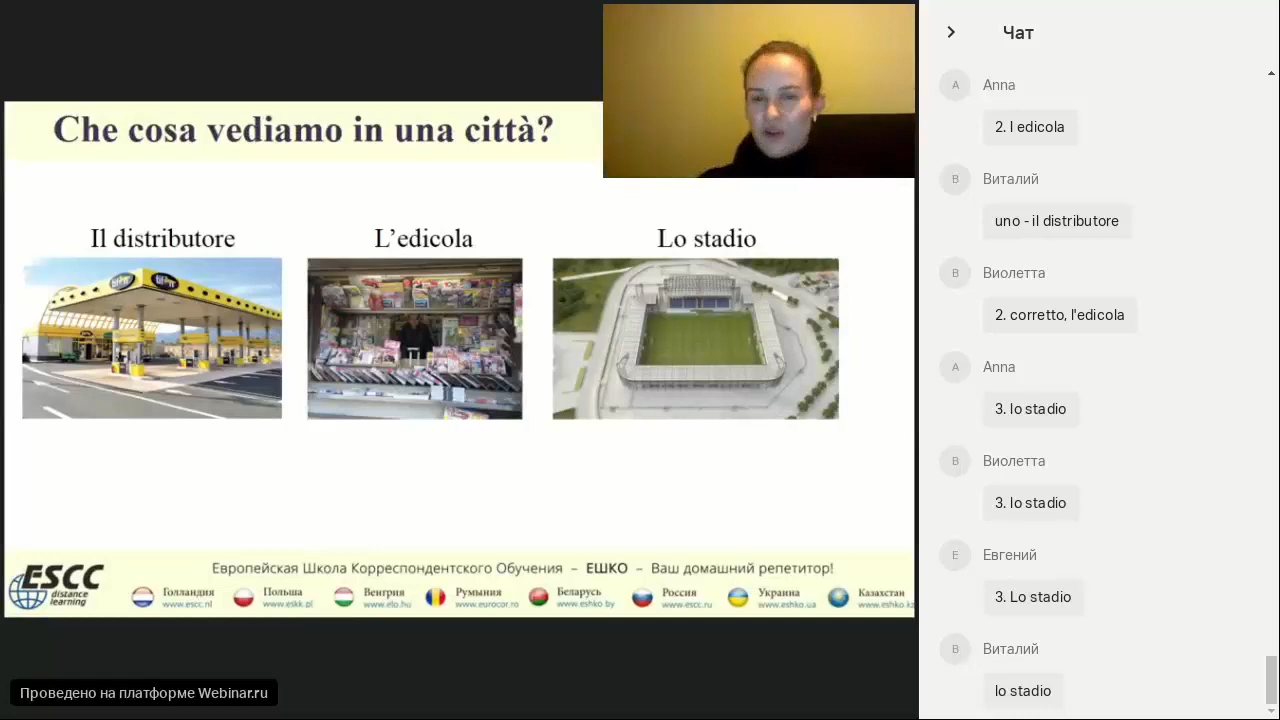 Che cosa vediamo in una città?
Il distributore
L’edicola
Lo stadio
ESCC
distance
learning
Европейская Школа Корреспондентского Обучения – ЕШКО – Ваш домашний репетитор!
Голландия
www.escc.nl
Польша
www.eskk.pl
Венгрия
www.elo.hu
Румыния
www.eurocor.ro
Беларусь
www.eshko.by
Россия
www.escc.ru
Украина
www.eshko.ua
Казахстан
www.eshko.kz
Проведено на платформе Webinar.ru
Чат
A
Anna
2. l edicola
В
Виталий
uno - il distributore
В
Виолетта
2. corretto, l'edicola
A
Anna
3. lo stadio
В
Виолетта
3. lo stadio
Е
Евгений
3. Lo stadio
В
Виталий
lo stadio